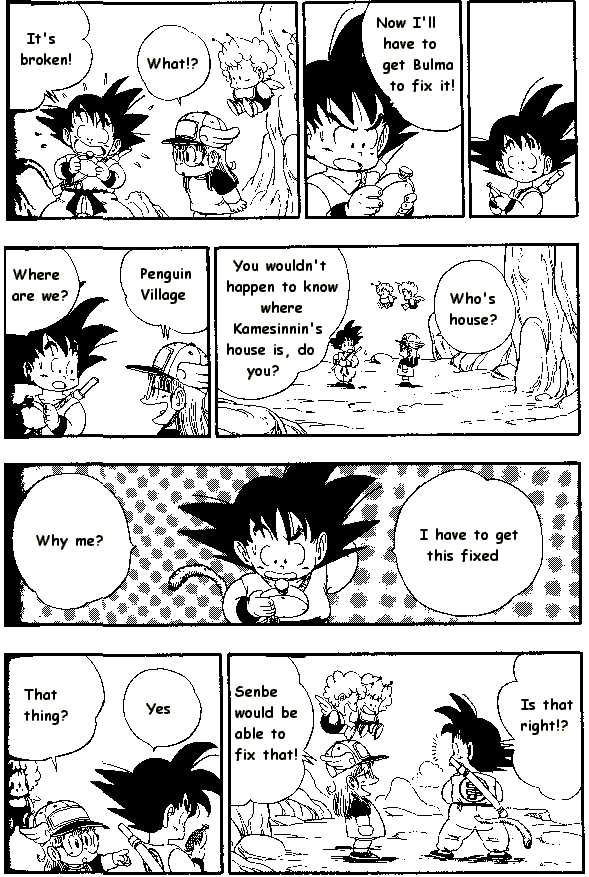 It's
broken!
What!?
Now I'll
have to
get Bulma
to fix it!
Where
are we?
Penguin
Village
You wouldn't
happen to know
where
Kamesinnin's
house is, do
you?
Who's
house?
Why me?
I have to get
this fixed
That
thing?
Yes
Senbe
would be
able to
fix that!
Is that
right!?